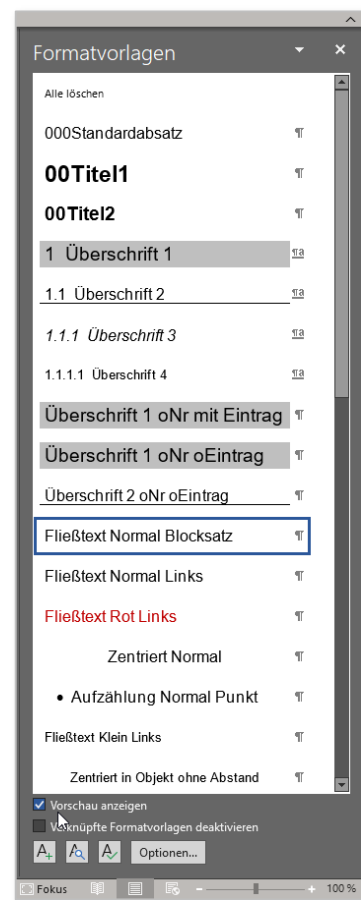 Formatvorlagen
Alle löschen
000Standardabsatz ¶
00Titel1 ¶
00Titel2 ¶
1 Überschrift 1 ¶a
1.1 Überschrift 2 ¶a
1.1.1 Überschrift 3 ¶a
1.1.1.1 Überschrift 4 ¶a
Überschrift 1 oNr mit Eintrag ¶
Überschrift 1 oNr oEintrag ¶
Überschrift 2 oNr oEintrag ¶
Fließtext Normal Blocksatz ¶
Fließtext Normal Links ¶
Fließtext Rot Links ¶
Zentriert Normal ¶
• Aufzählung Normal Punkt ¶
Fließtext Klein Links ¶
Zentriert in Objekt ohne Abstand ¶
Vorschau anzeigen
Verknüpfte Formatvorlagen deaktivieren
Optionen...
Fokus 100 %